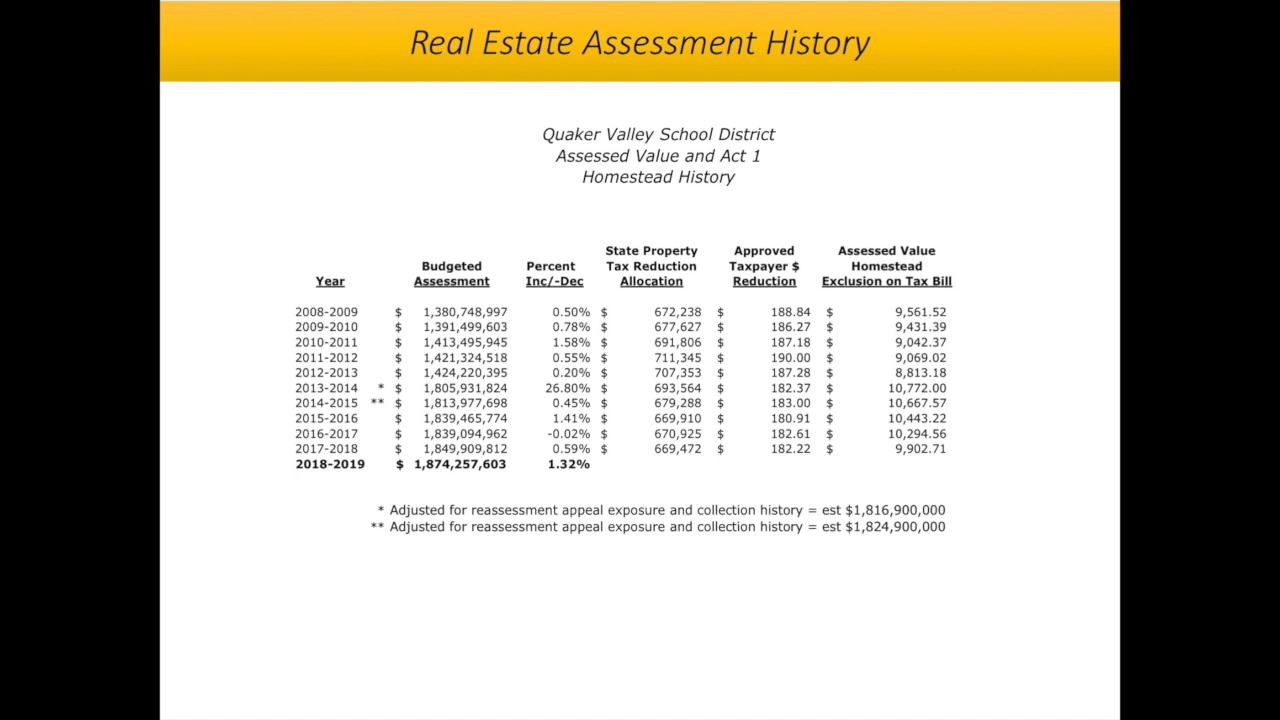 Real Estate Assessment History
Quaker Valley School District
Assessed Value and Act 1
Homestead History
State Property Approved Assessed Value
Budgeted Percent Tax Reduction Taxpayer $ Homestead
Year Assessment Inc/-Dec Allocation Reduction Exclusion on Tax Bill
2008-2009 $ 1,380,748,997 0.50% $ 672,238 $ 188.84 $ 9,561.52
2009-2010 $ 1,391,499,603 0.78% $ 677,627 $ 186.27 $ 9,431.39
2010-2011 $ 1,413,495,945 1.58% $ 691,806 $ 187.18 $ 9,042.37
2011-2012 $ 1,421,324,518 0.55% $ 711,345 $ 190.00 $ 9,069.02
2012-2013 $ 1,424,220,395 0.20% $ 707,353 $ 187.28 $ 8,813.18
2013-2014 * $ 1,805,931,824 26.80% $ 693,564 $ 182.37 $ 10,772.00
2014-2015 ** $ 1,813,977,698 0.45% $ 679,288 $ 183.00 $ 10,667.57
2015-2016 $ 1,839,465,774 1.41% $ 669,910 $ 180.91 $ 10,443.22
2016-2017 $ 1,839,094,962 -0.02% $ 670,925 $ 182.61 $ 10,294.56
2017-2018 $ 1,849,909,812 0.59% $ 669,472 $ 182.22 $ 9,902.71
2018-2019 $ 1,874,257,603 1.32%
* Adjusted for reassessment appeal exposure and collection history = est $1,816,900,000
** Adjusted for reassessment appeal exposure and collection history = est $1,824,900,000